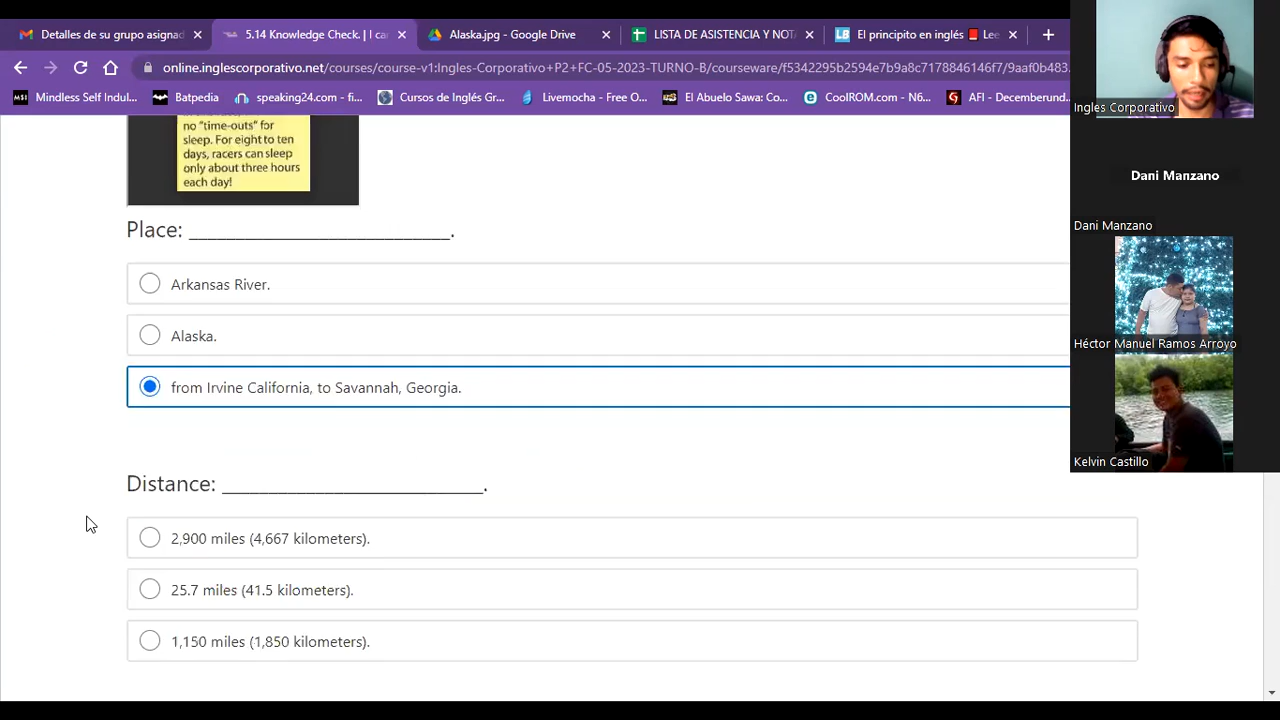 Detalles de su grupo asignad
5.14 Knowledge Check. | I car
Alaska.jpg - Google Drive
LISTA DE ASISTENCIA Y NOTA
El principito en inglés 📕 Lee
online.inglescorporativo.net/courses/course-v1:Ingles-Corporativo+P2+FC-05-2023-TURNO-B/courseware/f5342295b2594e7b9a8c7178846146f7/9aaf0b483.
Mindless Self Indul...
Batpedia
speaking24.com - fi...
Cursos de Inglés Gr...
Livemocha - Free O...
El Abuelo Sawa: Co...
CoolROM.com - N6...
AFI - Decemberund...
no "time-outs" for
sleep. For eight to ten
days, racers can sleep
only about three hours
each day!
Place: ____________________________.
Arkansas River.
Alaska.
from Irvine California, to Savannah, Georgia.
Distance: ____________________________.
2,900 miles (4,667 kilometers).
25.7 miles (41.5 kilometers).
1,150 miles (1,850 kilometers).
Ingles Corporativo
Dani Manzano
Dani Manzano
Héctor Manuel Ramos Arroyo
Kelvin Castillo